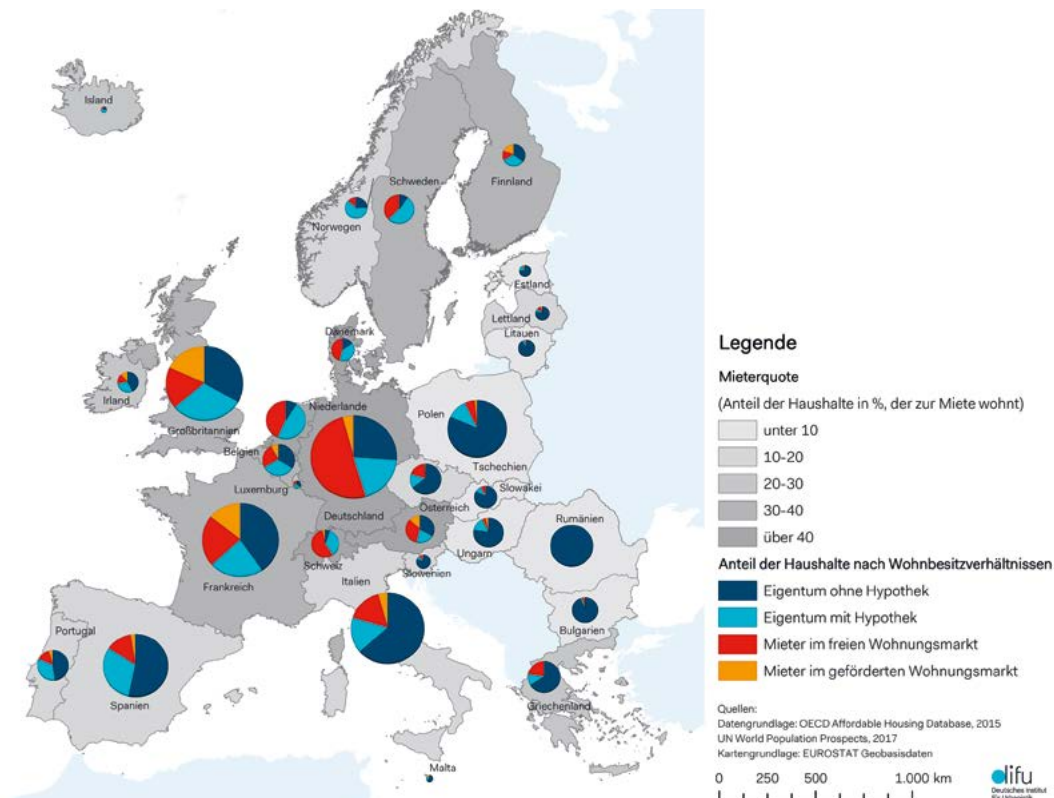 Island
Schweden
Finnland
Norwegen
Estland
Lettland
Litauen
Dänemark
Irland
Großbritannien
Niederlande
Polen
Belgien
Tschechien
Luxemburg
Slowakei
Österreich
Deutschland
Rumänien
Ungarn
Schweiz
Slowenien
Italien
Frankreich
Bulgarien
Portugal
Spanien
Griechenland
Malta
Legende
Mieterquote
(Anteil der Haushalte in %, der zur Miete wohnt)
unter 10
10-20
20-30
30-40
über 40
Anteil der Haushalte nach Wohnbesitzverhältnissen
Eigentum ohne Hypothek
Eigentum mit Hypothek
Mieter im freien Wohnungsmarkt
Mieter im geförderten Wohnungsmarkt
Quellen:
Datengrundlage: OECD Affordable Housing Database, 2015
UN World Population Prospects, 2017
Kartengrundlage: EUROSTAT Geobasisdaten
0 250 500 1.000 km
difu
Deutsches Institut
für Urbanistik